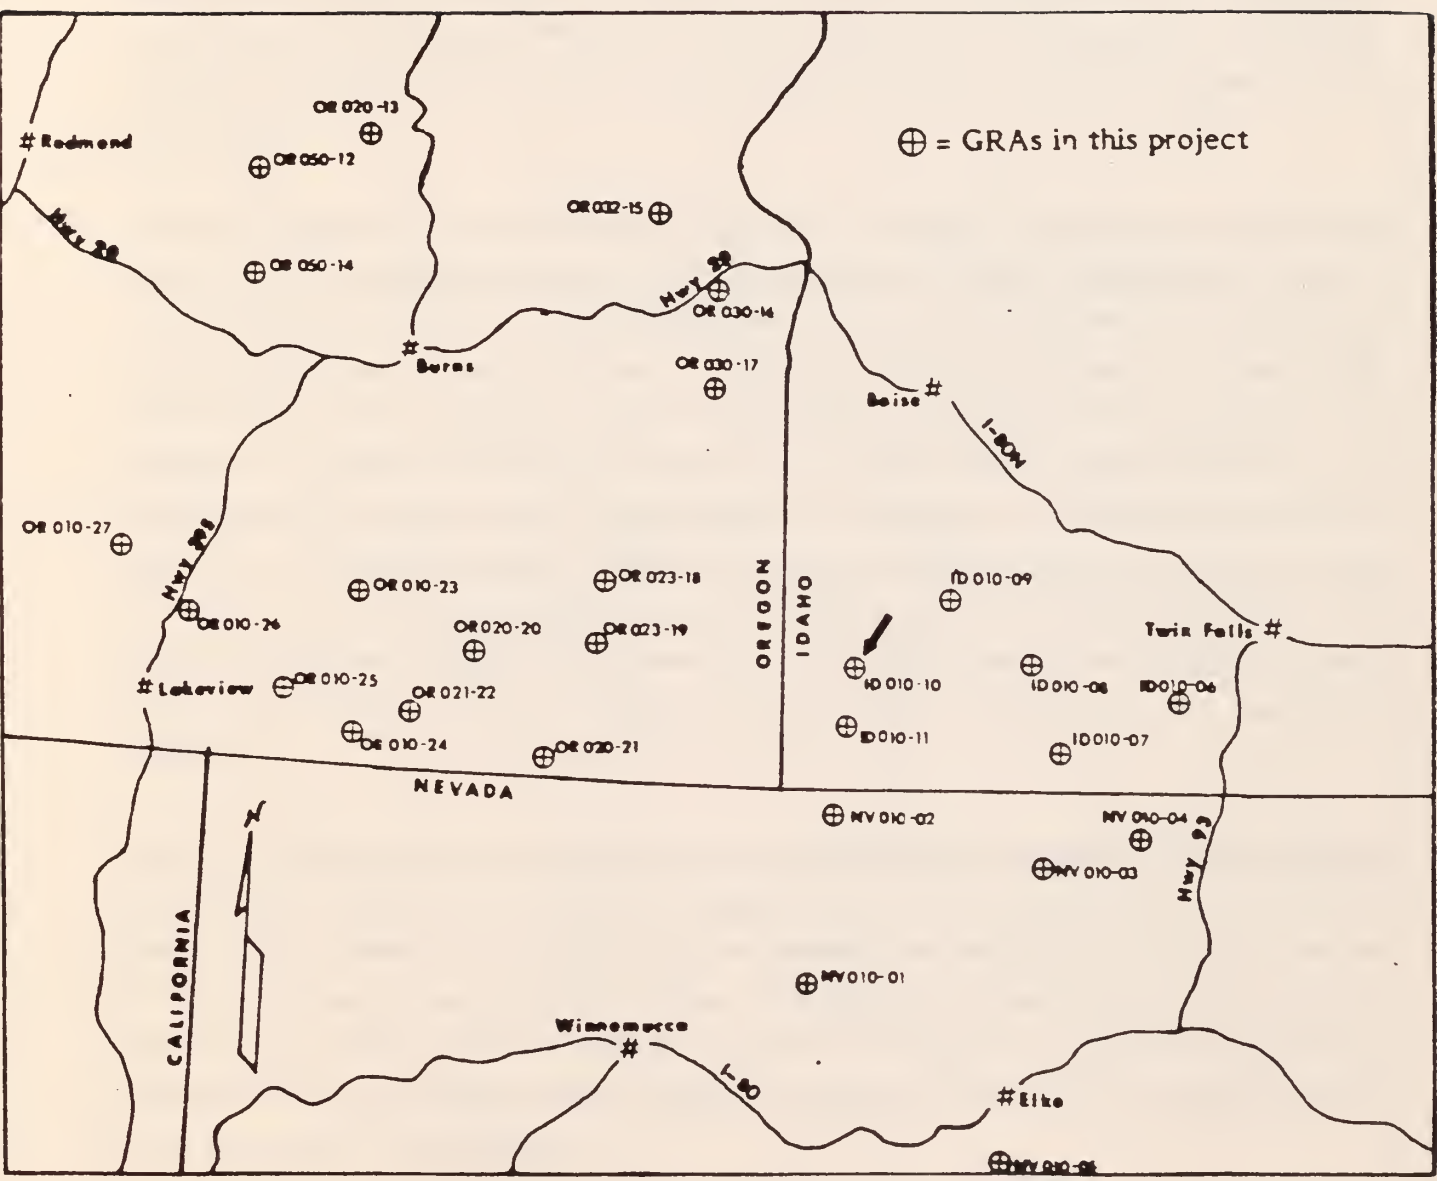 OR 020-13
⊕ = GRAs in this project
# Redmond
OR 050-12
OR 032-15
Hwy 20
OR 050-14
Hwy 20
OR 030-16
OR 030-17
# Burns
Boise #
I-80N
OR 010-27
Hwy 395
OR 010-23
OR 023-18
OREGON
IDAHO
ID 010-09
OR 010-26
OR 020-20
OR 023-19
Twin Falls #
# Lakeview
OR 010-25
OR 021-22
ID 010-10
ID 010-08
ID 010-06
OR 010-24
OR 020-21
ID 010-11
ID 010-07
NEVADA
N
NV 010-02
NV 010-04
Hwy 93
NV 010-03
CALIFORNIA
NV 010-01
Winnemucca
#
I-80
# Elko
NV 010-05